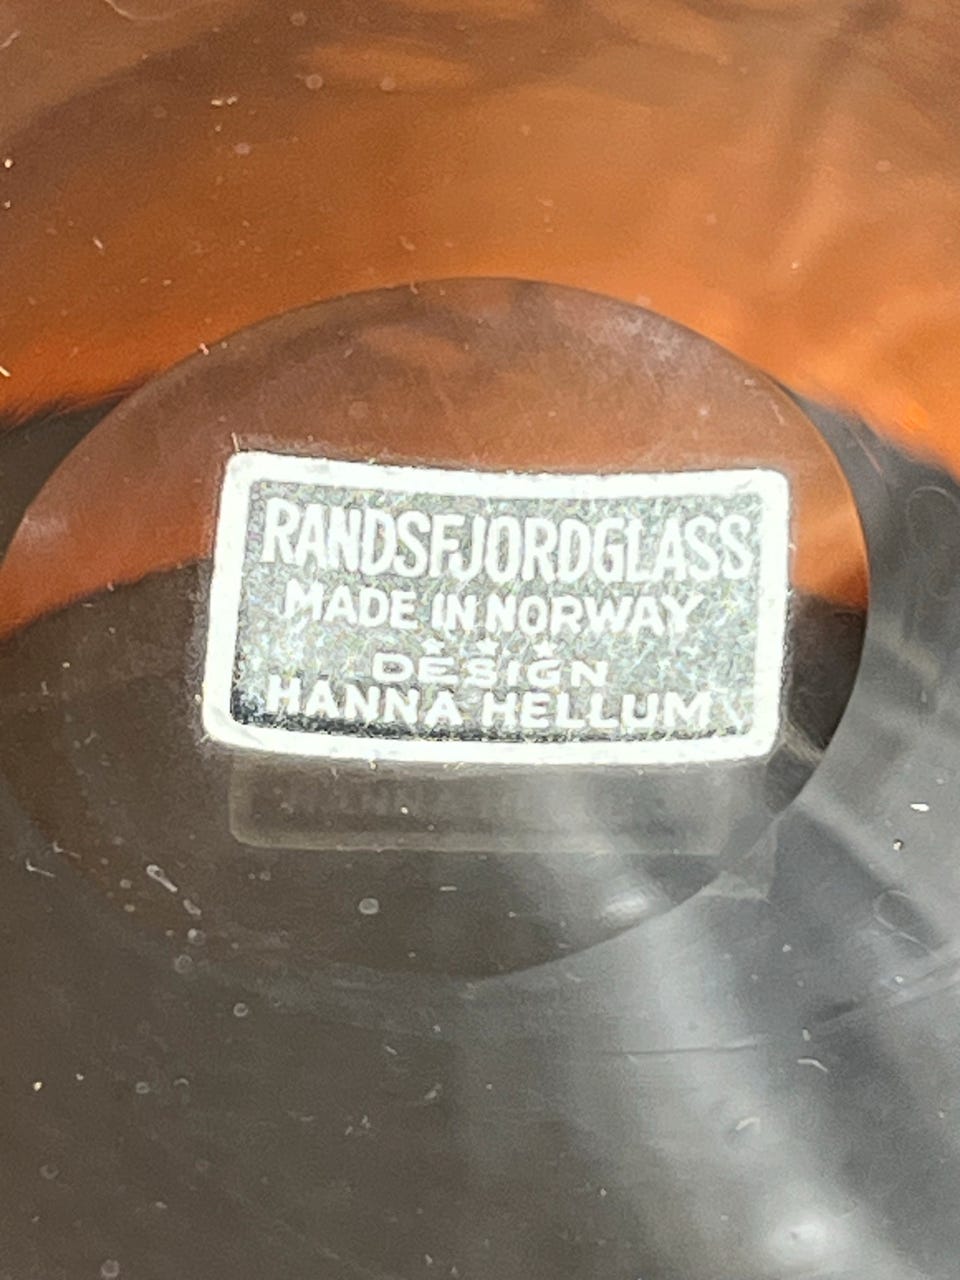 RANDSFJORDGLASS
MADE IN NORWAY
★ ★ ★
DESIGN
HANNA HELLUM